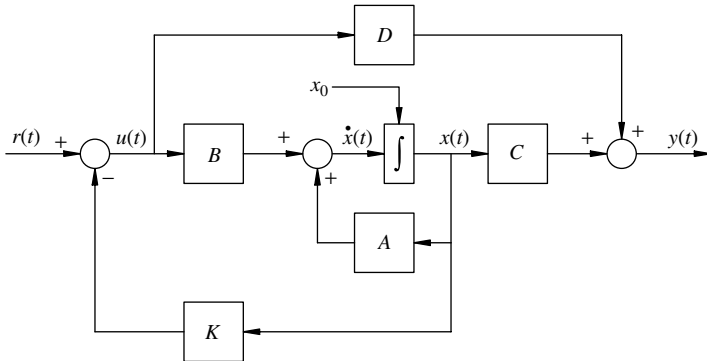 D
x₀
r(t) + u(t) B + ẋ(t) ∫ x(t) C + + y(t)
− +
A
K